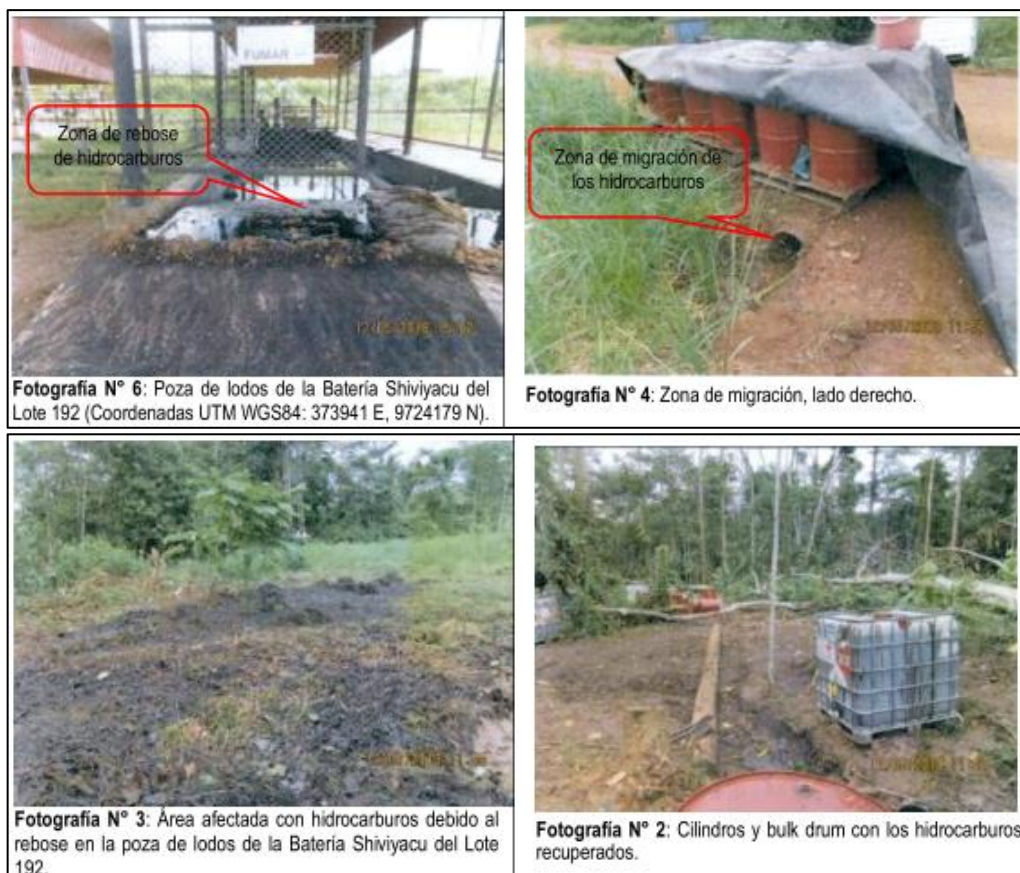 FUMAR
Zona de rebose
de hidrocarburos
Zona de migración de
los hidrocarburos
Fotografía N° 6: Poza de lodos de la Batería Shiviyacu del
Lote 192 (Coordenadas UTM WGS84: 373941 E, 9724179 N).
Fotografía N° 4: Zona de migración, lado derecho.
Fotografía N° 3: Área afectada con hidrocarburos debido al
rebose en la poza de lodos de la Batería Shiviyacu del Lote
192.
Fotografía N° 2: Cilindros y bulk drum con los hidrocarburos
recuperados.